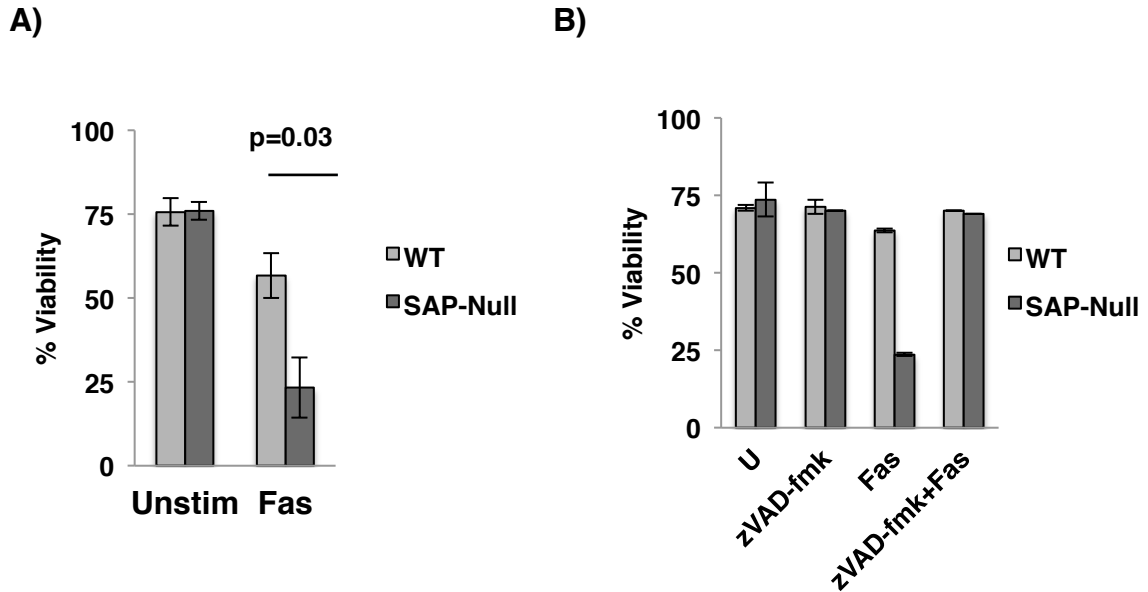 A)
p=0.03
% Viability
100
75
50
25
0
Unstim Fas
WT
SAP-Null
B)
% Viability
100
75
50
25
0
U
zVAD-fmk
Fas
zVAD-fmk+Fas
WT
SAP-Null